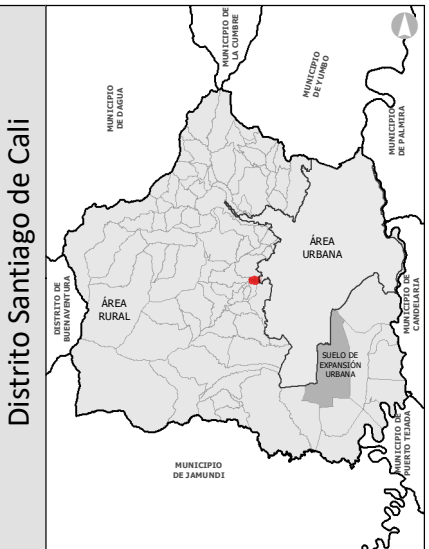 Distrito Santiago de Cali
MUNICIPIO DE
LA CUMBRE
MUNICIPIO
DE YUMBO
MUNICIPIO
DE DAGUA
MUNICIPIO
DE PALMIRA
ÁREA
URBANA
DISTRITO DE
BUENAVENTURA
ÁREA
RURAL
MUNICIPIO DE
CANDELARIA
SUELO DE
EXPANSIÓN
URBANA
MUNICIPIO DE
PUERTO TEJADA
MUNICIPIO
DE JAMUNDI